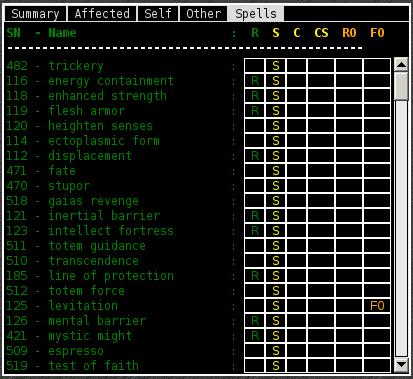 Summary Affected Self Other Spells
SN - Name : R S C CS RO FO
482 - trickery : S
116 - energy containment : R S
118 - enhanced strength : R S
119 - flesh armor : R S
120 - heighten senses : S
114 - ectoplasmic form : S
112 - displacement : R S
471 - fate : S
470 - stupor : S
518 - gaias revenge : S
121 - inertial barrier : R S
123 - intellect fortress : R S
511 - totem guidance : S
510 - transcendence : S
185 - line of protection : R S
512 - totem force : S
125 - levitation : S FO
126 - mental barrier : R S
421 - mystic might : R S
509 - espresso : S
519 - test of faith : S